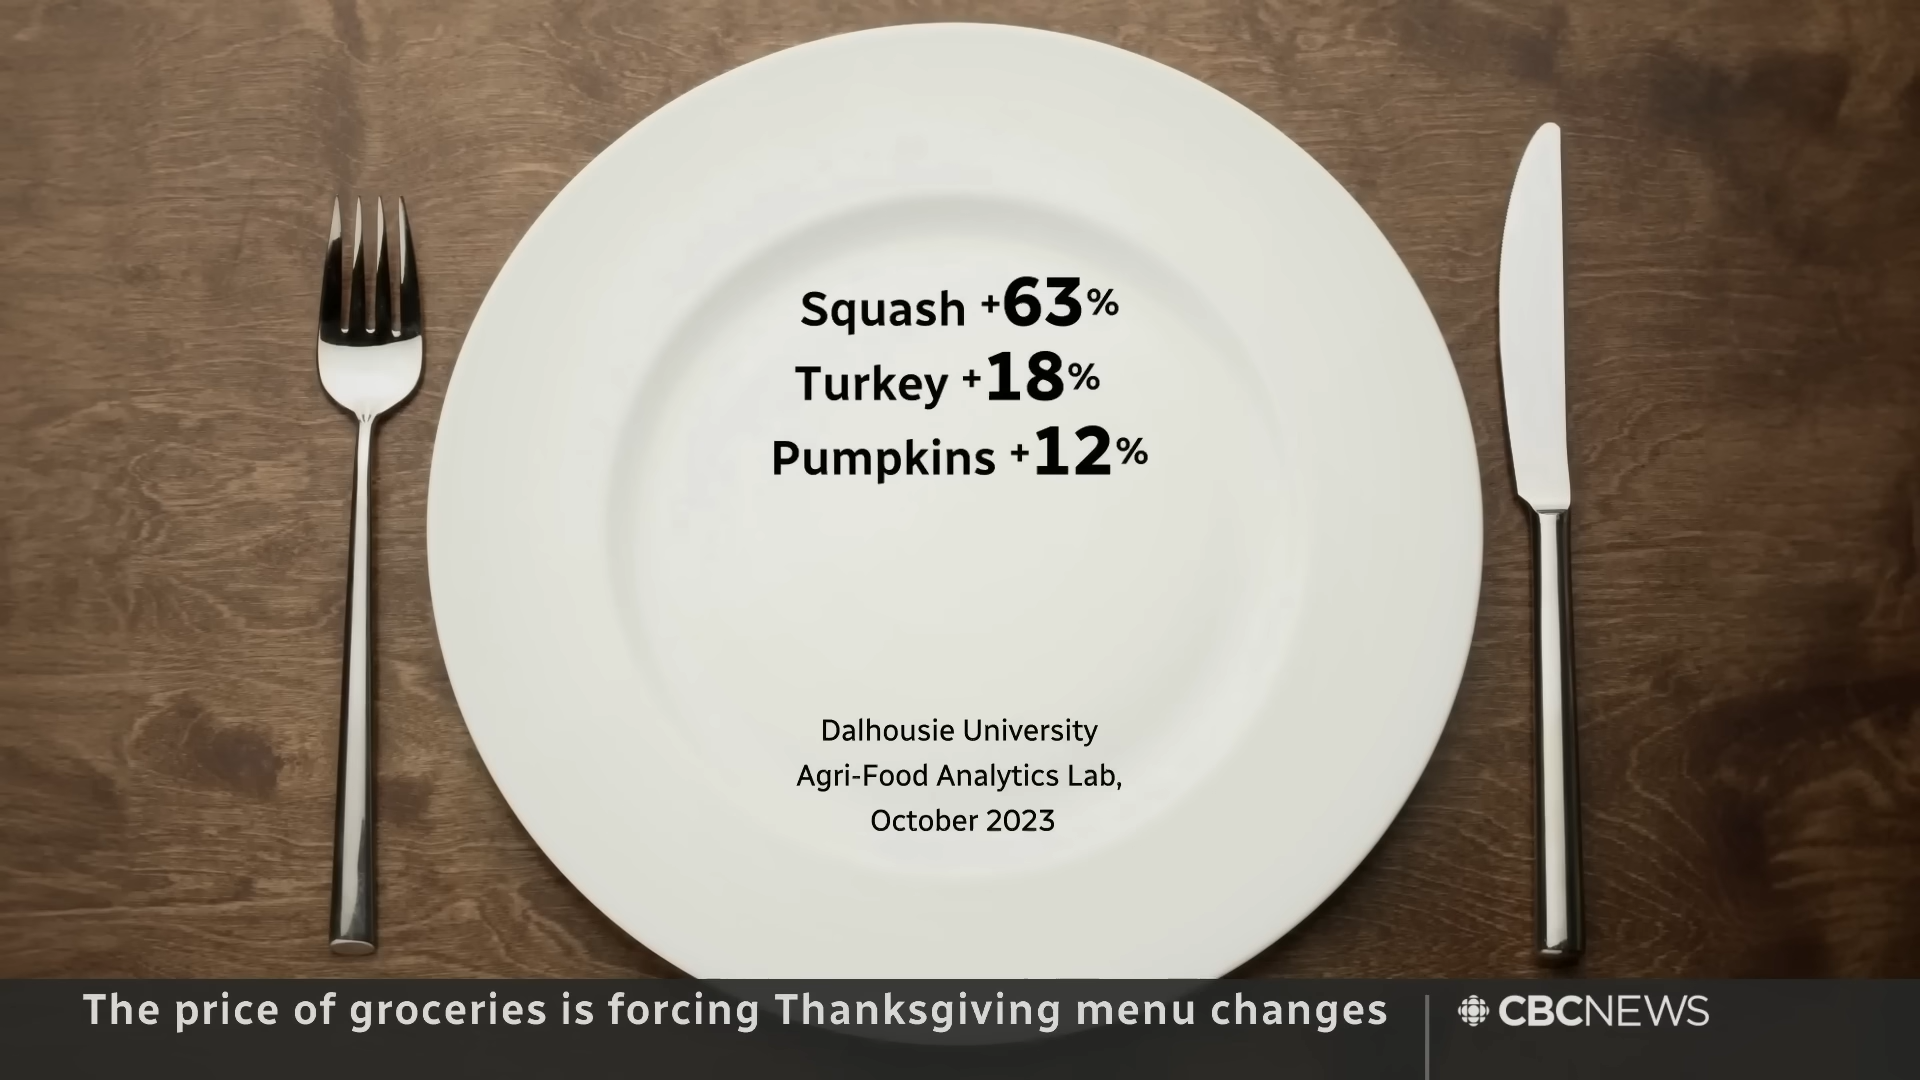 Squash +63%
Turkey +18%
Pumpkins +12%
Dalhousie University
Agri-Food Analytics Lab,
October 2023
The price of groceries is forcing Thanksgiving menu changes
CBCNEWS